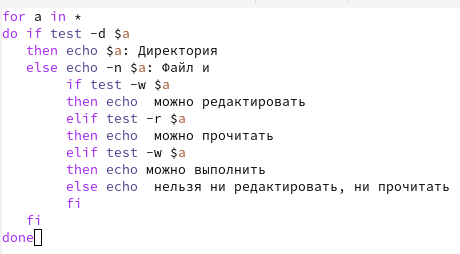 for a in *
do if test -d $a
   then echo $a: Директория
   else echo -n $a: Файл и
        if test -w $a
        then echo  можно редактировать
        elif test -r $a
        then echo  можно прочитать
        elif test -w $a
        then echo можно выполнить
        else echo  нельзя ни редактировать, ни прочитать
        fi
   fi
done